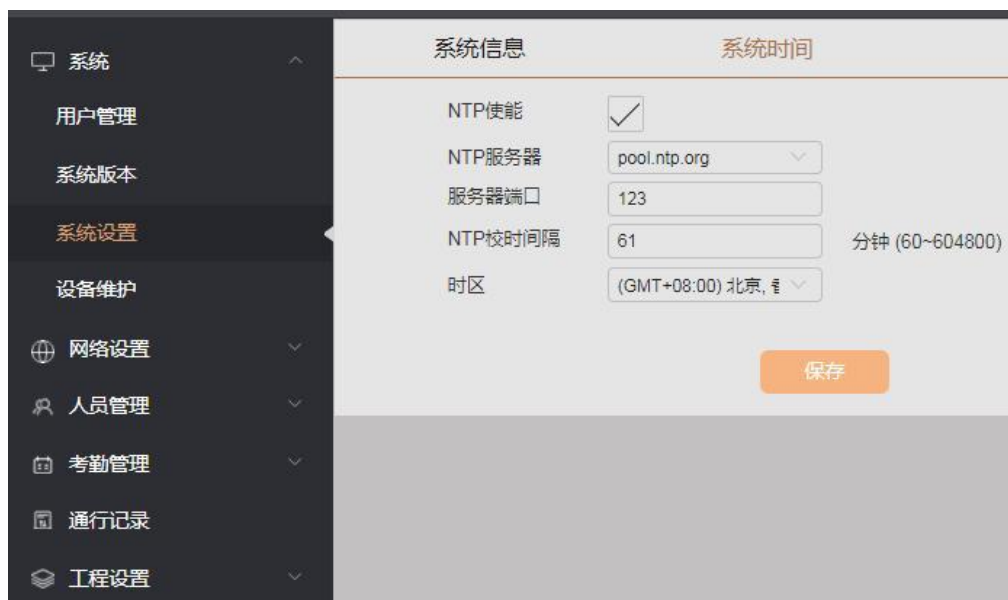 系统
用户管理
系统版本
系统设置
设备维护
网络设置
人员管理
考勤管理
通行记录
工程设置
系统信息 系统时间
NTP使能
NTP服务器 pool.ntp.org
服务器端口 123
NTP校时间隔 61 分钟 (60~604800)
时区 (GMT+08:00) 北京,
保存